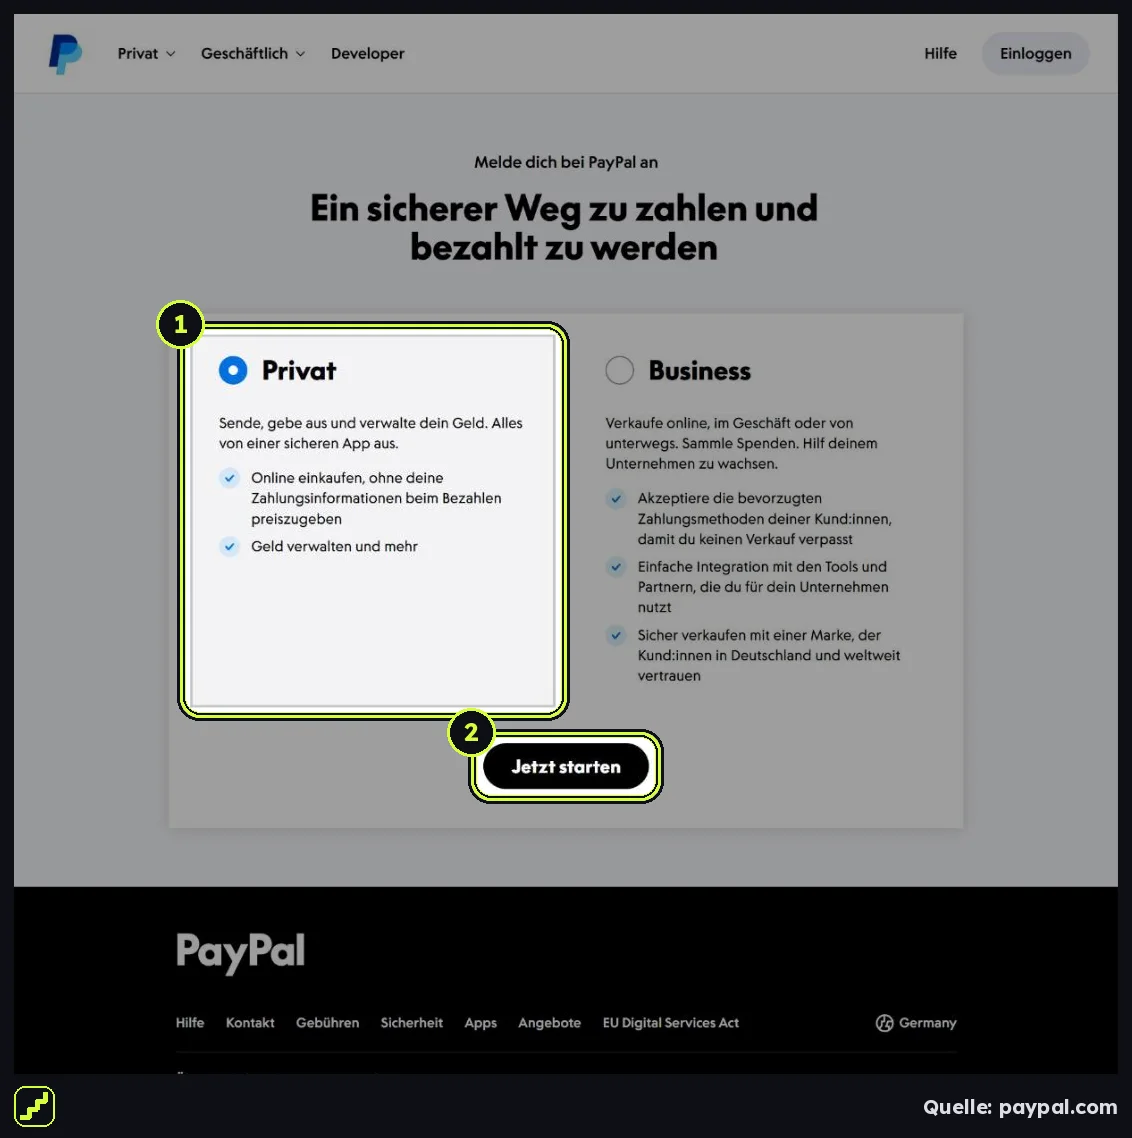 Privat
Geschäftlich
Developer
Hilfe
Einloggen
Melde dich bei PayPal an
Ein sicherer Weg zu zahlen und
bezahlt zu werden
1
Privat
Sende, gebe aus und verwalte dein Geld. Alles
von einer sicheren App aus.
Online einkaufen, ohne deine
Zahlungsinformationen beim Bezahlen
preiszugeben
Geld verwalten und mehr
Business
Verkaufe online, im Geschäft oder von
unterwegs. Sammle Spenden. Hilf deinem
Unternehmen zu wachsen.
Akzeptiere die bevorzugten
Zahlungsmethoden deiner Kund:innen,
damit du keinen Verkauf verpasst
Einfache Integration mit den Tools und
Partnern, die du für dein Unternehmen
nutzt
Sicher verkaufen mit einer Marke, der
Kund:innen in Deutschland und weltweit
vertrauen
2
Jetzt starten
PayPal
Hilfe
Kontakt
Gebühren
Sicherheit
Apps
Angebote
EU Digital Services Act
Germany
Quelle: paypal.com